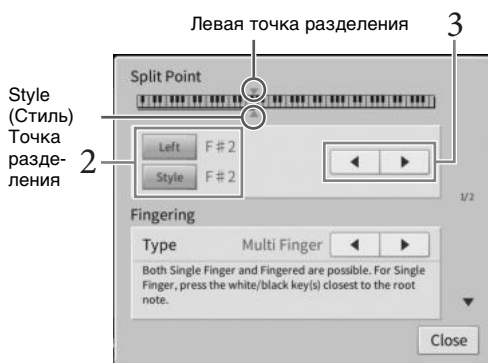 Левая точка разделения
3
Split Point
Style
(Стиль)
Точка
разде-
ления
2
Left F#2
Style F#2
1/2
Fingering
Type Multi Finger
Both Single Finger and Fingered are possible. For Single
Finger, press the white/black key(s) closest to the root
note.
Close